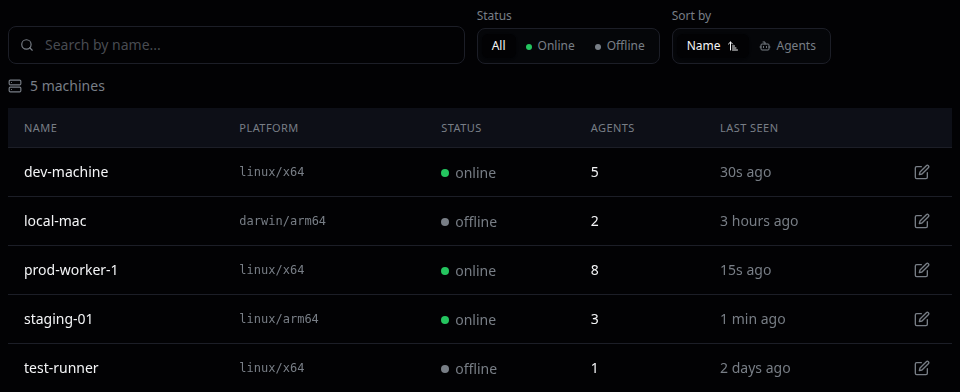 Status
Sort by
Search by name...
All Online Offline
Name Agents
5 machines
NAME PLATFORM STATUS AGENTS LAST SEEN
dev-machine linux/x64 online 5 30s ago
local-mac darwin/arm64 offline 2 3 hours ago
prod-worker-1 linux/x64 online 8 15s ago
staging-01 linux/arm64 online 3 1 min ago
test-runner linux/x64 offline 1 2 days ago